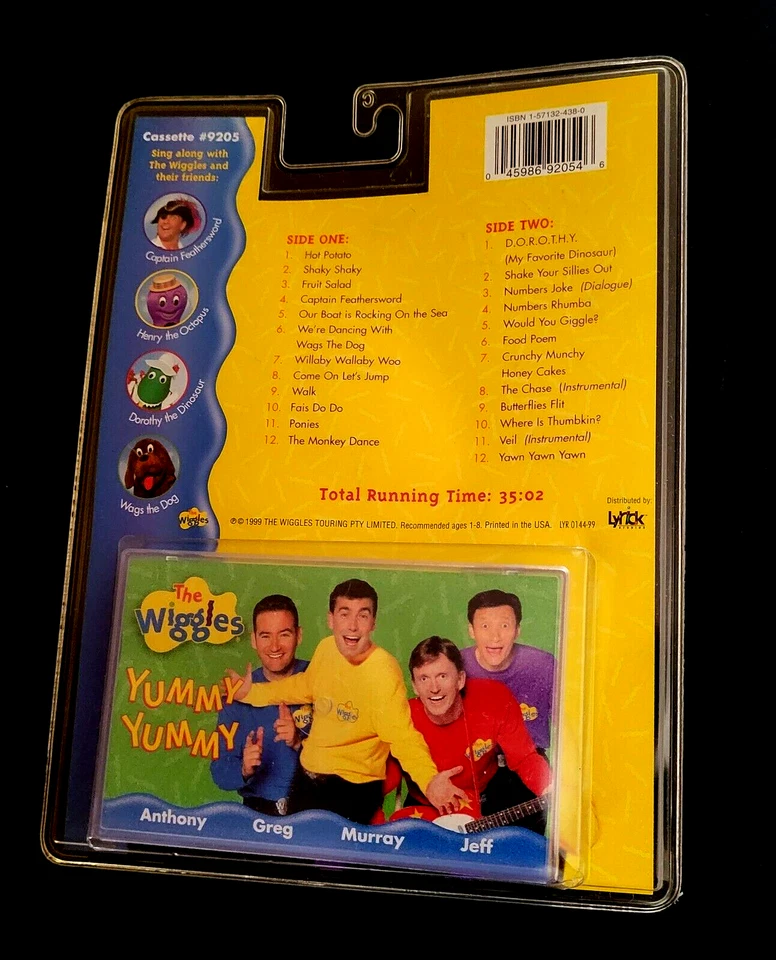 Cassette #9205
Sing along with
The Wiggles and
their friends:
Captain Feathersword
Henry the Octopus
Dorothy the Dinosaur
Wags the Dog
The Wiggles
ISBN 1-57132-438-0
0 45986 92054 6
SIDE ONE:
1. Hot Potato
2. Shaky Shaky
3. Fruit Salad
4. Captain Feathersword
5. Our Boat is Rocking On the Sea
6. We're Dancing With
Wags The Dog
7. Willaby Wallaby Woo
8. Come On Let's Jump
9. Walk
10. Fais Do Do
11. Ponies
12. The Monkey Dance
SIDE TWO:
1. D.O.R.O.T.H.Y.
(My Favorite Dinosaur)
2. Shake Your Sillies Out
3. Numbers Joke (Dialogue)
4. Numbers Rhumba
5. Would You Giggle?
6. Food Poem
7. Crunchy Munchy
Honey Cakes
8. The Chase (Instrumental)
9. Butterflies Flit
10. Where Is Thumbkin?
11. Veil (Instrumental)
12. Yawn Yawn Yawn
Total Running Time: 35:02
℗© 1999 THE WIGGLES TOURING PTY LIMITED. Recommended ages 1-8. Printed in the USA. LYR 0144-99
Distributed by:
Lyrick
STUDIOS
The
Wiggles
YUMMY
YUMMY
Wiggles
Wiggles
Wiggles
Wiggles
Anthony Greg Murray Jeff